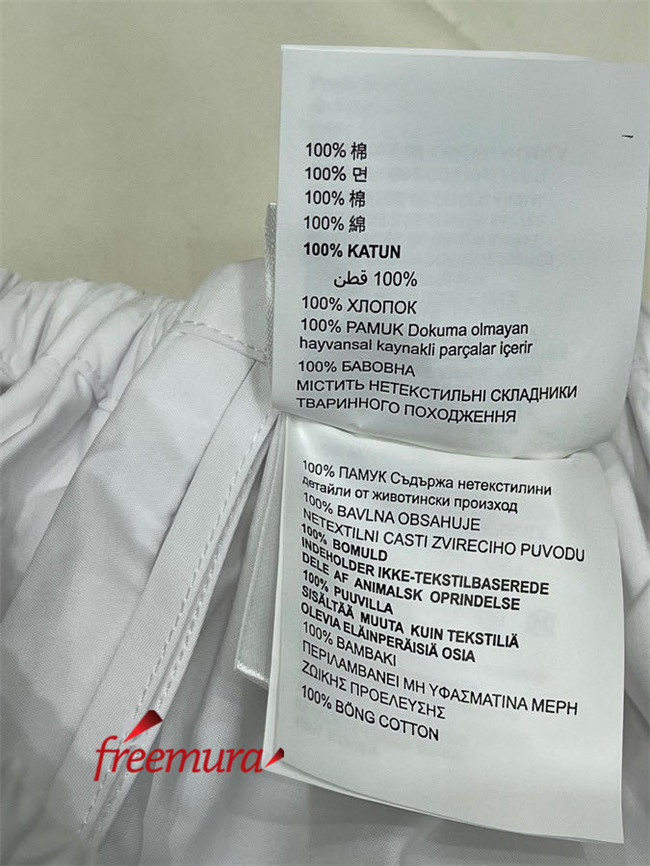 100% 棉
100% 면
100% 棉
100% 綿
100% KATUN
100% قطن
100% ХЛОПОК
100% PAMUK Dokuma olmayan
hayvansal kaynakli parçalar içerir
100% БАВОВНА
МІСТИТЬ НЕТЕКСТИЛЬНІ СКЛАДНИКИ
ТВАРИННОГО ПОХОДЖЕННЯ
100% ПАМУК Съдържа нетекстилини
детайли от животински произход
100% BAVLNA OBSAHUJE
NETEXTILNI CASTI ZVIRECIHO PUVODU
100% BOMULD
INDEHOLDER IKKE-TEKSTILBASEREDE
DELE AF ANIMALSK OPRINDELSE
100% PUUVILLA
SISÄLTÄÄ MUUTA KUIN TEKSTILIÄ
OLEVIA ELÄINPERÄISIÄ OSIA
100% ΒΑΜΒΑΚΙ
ΠΕΡΙΛΑΜΒΑΝΕΙ ΜΗ ΥΦΑΣΜΑΤΙΝΑ ΜΕΡΗ
ΖΩΙΚΗΣ ΠΡΟΕΛΕΥΣΗΣ
100% BÔNG COTTON
freemura